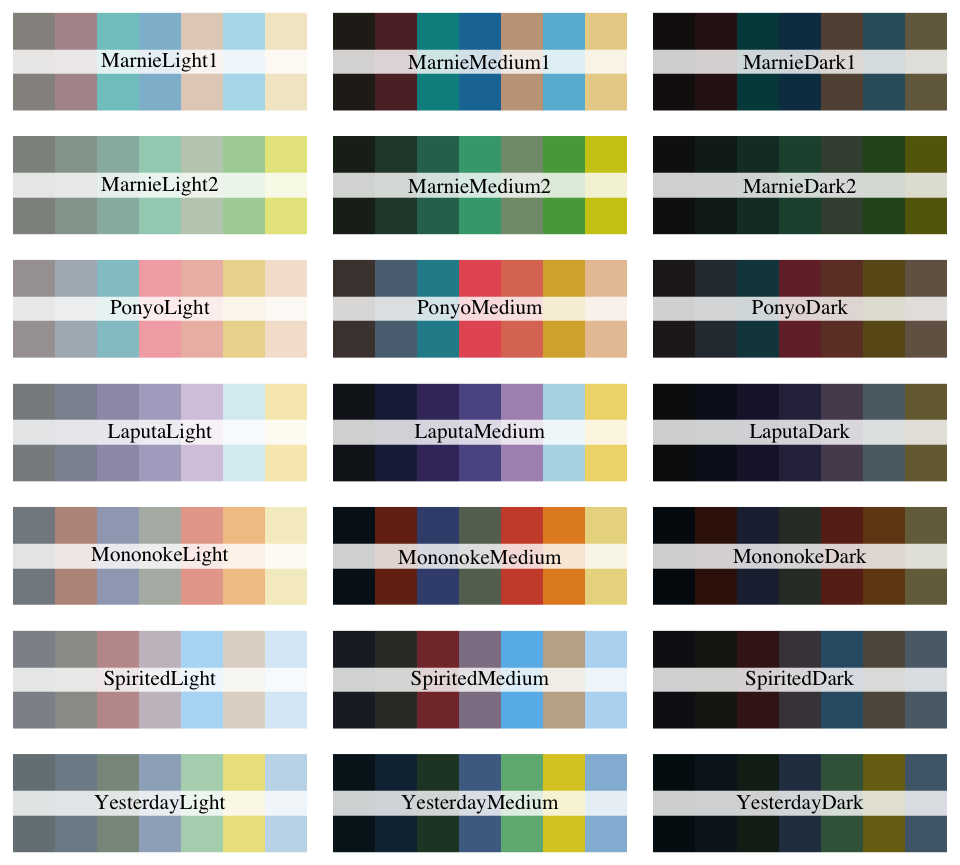 MarnieLight1
MarnieMedium1
MarnieDark1
MarnieLight2
MarnieMedium2
MarnieDark2
PonyoLight
PonyoMedium
PonyoDark
LaputaLight
LaputaMedium
LaputaDark
MononokeLight
MononokeMedium
MononokeDark
SpiritedLight
SpiritedMedium
SpiritedDark
YesterdayLight
YesterdayMedium
YesterdayDark